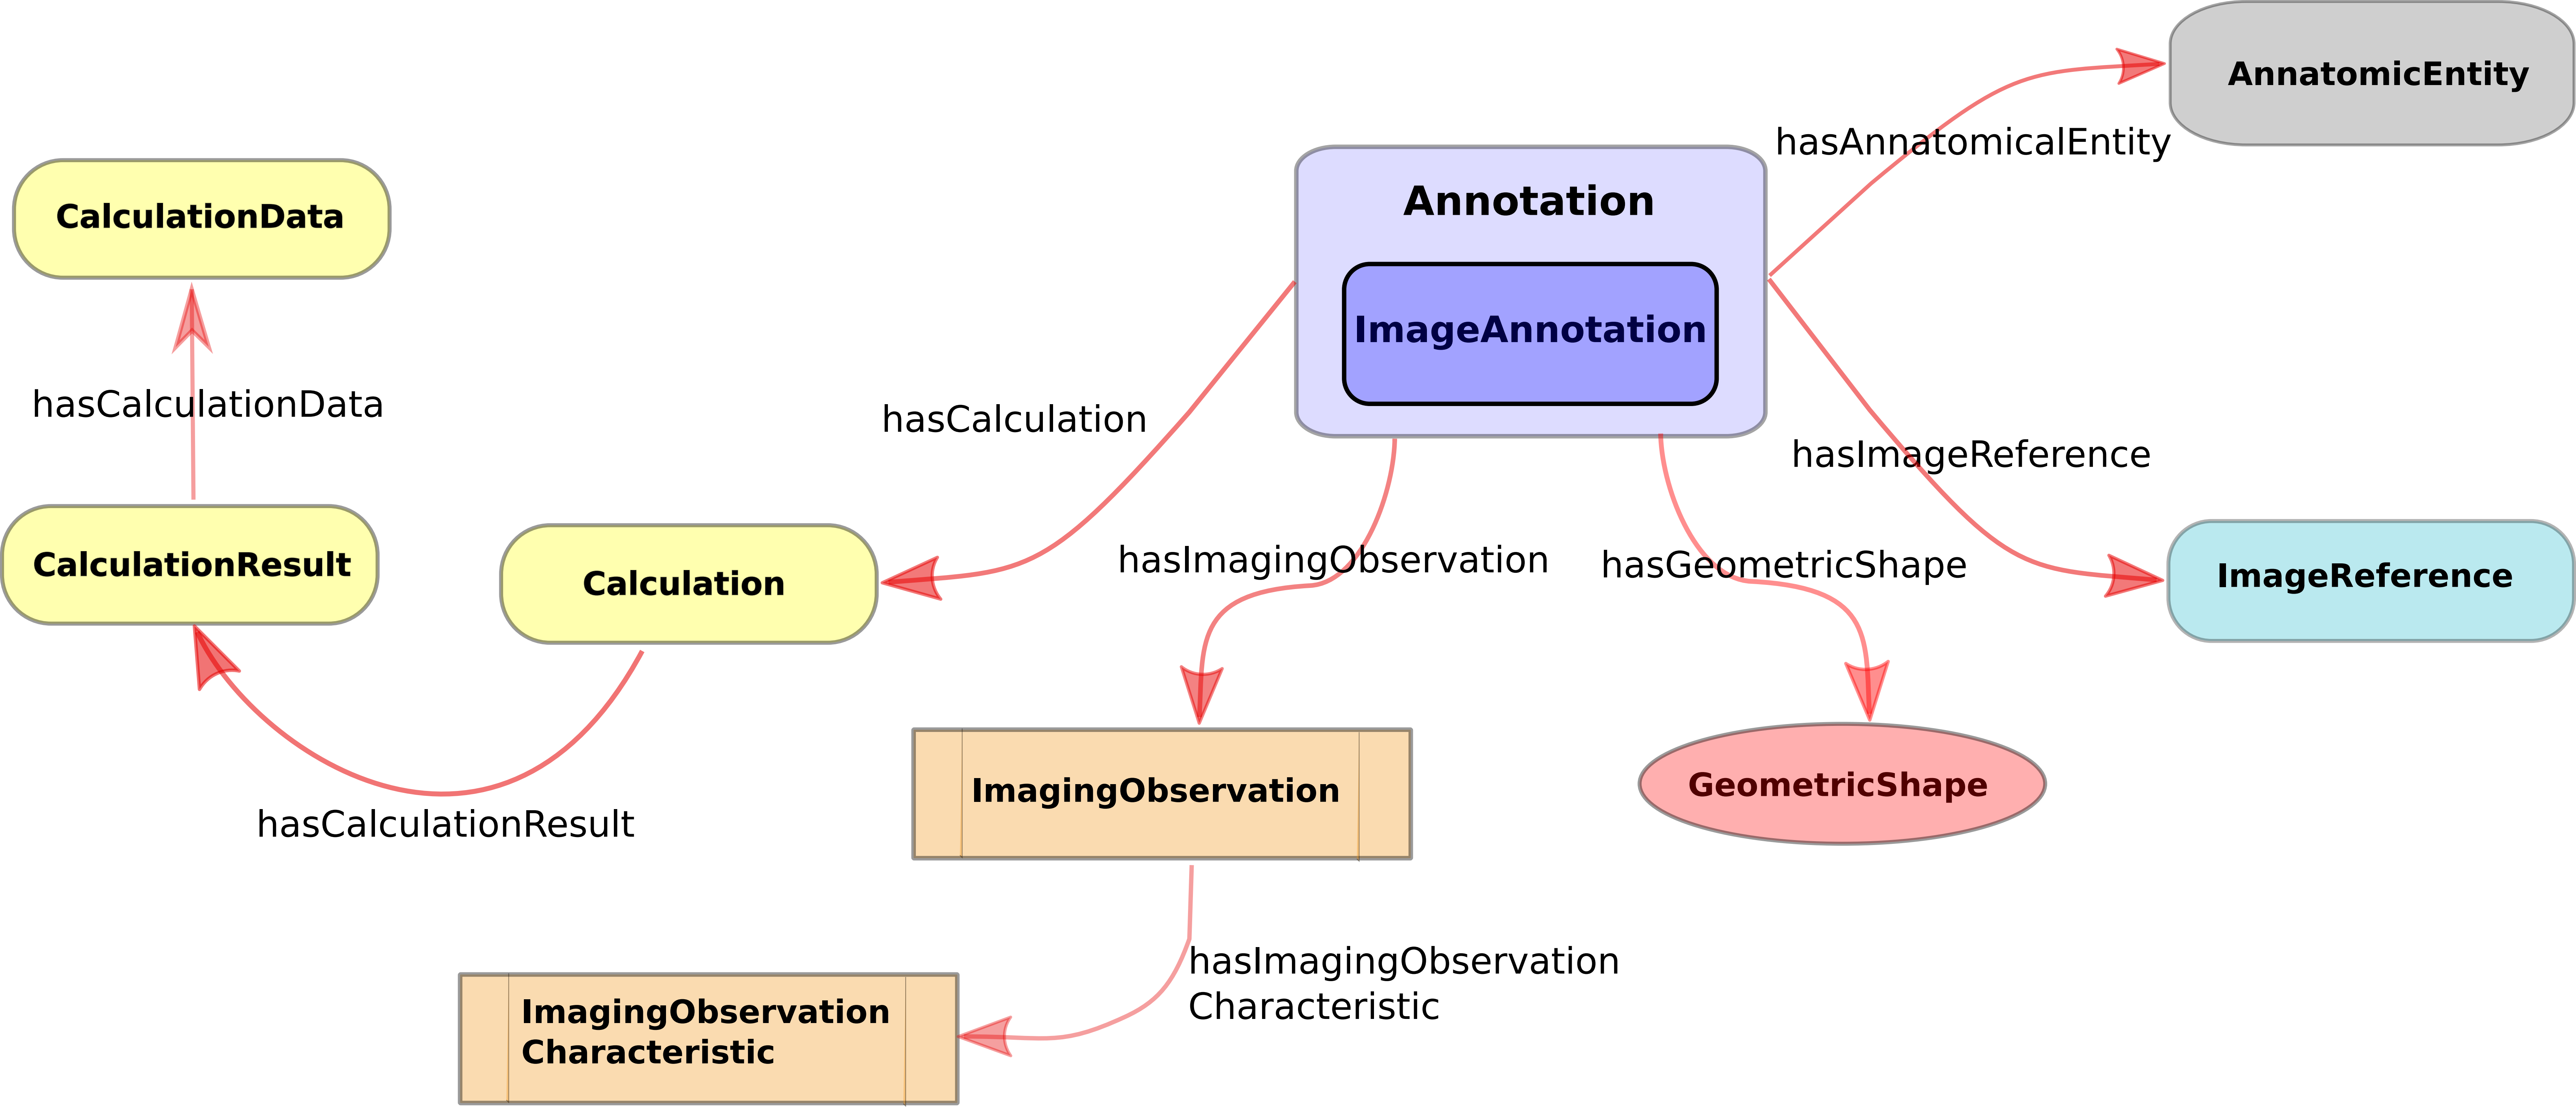 AnnatomicEntity
hasAnnatomicalEntity
Annotation
CalculationData
ImageAnnotation
hasCalculationData
hasCalculation
hasImageReference
hasImagingObservation
hasGeometricShape
CalculationResult
Calculation
ImageReference
ImagingObservation
GeometricShape
hasCalculationResult
hasImagingObservation
Characteristic
ImagingObservation
Characteristic